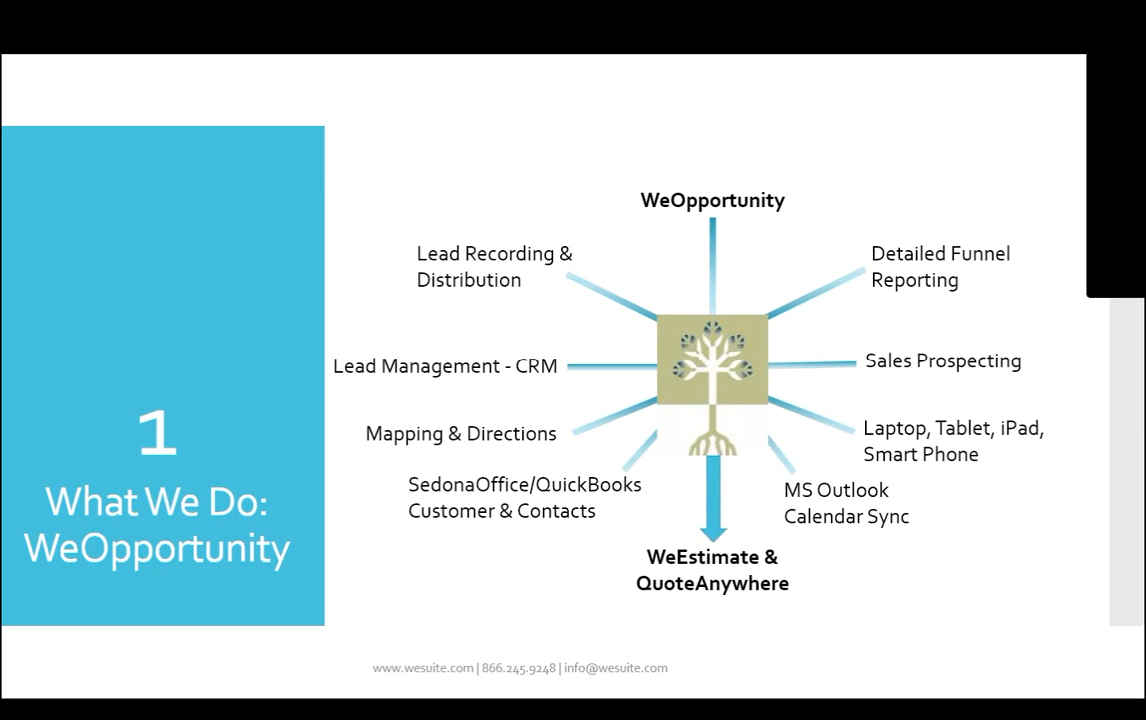 1
What We Do:
WeOpportunity
WeOpportunity
Lead Recording &
Distribution
Detailed Funnel
Reporting
Lead Management - CRM
Sales Prospecting
Mapping & Directions
Laptop, Tablet, iPad,
Smart Phone
SedonaOffice/QuickBooks
Customer & Contacts
MS Outlook
Calendar Sync
WeEstimate &
QuoteAnywhere
www.wesuite.com | 866.245.9248 | info@wesuite.com